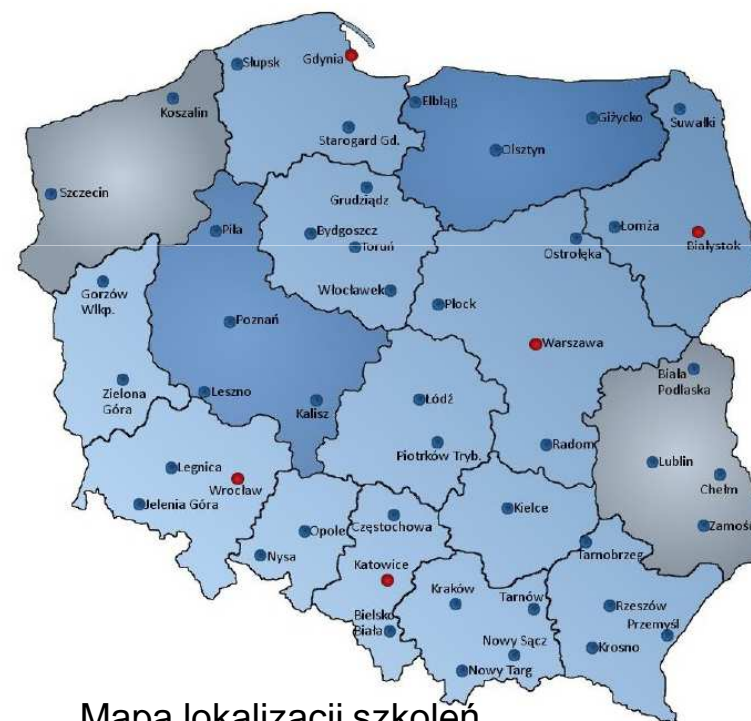 Słupsk
Gdynia
Koszalin
Elbląg
Giżycko
Suwałki
Starogard Gd.
Olsztyn
Szczecin
Grudziądz
Piła
Bydgoszcz
Toruń
Łomża
Białystok
Ostrołęka
Gorzów
Wlkp.
Włocławek
Płock
Poznań
Warszawa
Biała
Podlaska
Zielona
Góra
Leszno
Kalisz
Łódź
Piotrków Tryb.
Radom
Lublin
Chełm
Legnica
Wrocław
Jelenia Góra
Opole
Częstochowa
Kielce
Zamość
Nysa
Katowice
Tarnobrzeg
Kraków
Tarnów
Rzeszów
Przemyśl
Bielsko
Biała
Nowy Sącz
Krosno
Nowy Targ
Mapa lokalizacji szkoleń